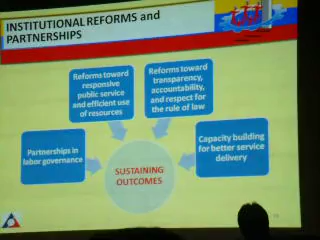 INSTITUTIONAL REFORMS and
PARTNERSHIPS
Reforms toward
responsive
public service
and efficient use
of resources
Reforms toward
transparency,
accountability,
and respect for
the rule of law
Partnerships in
labor governance
Capacity building
for better service
delivery
SUSTAINING
OUTCOMES